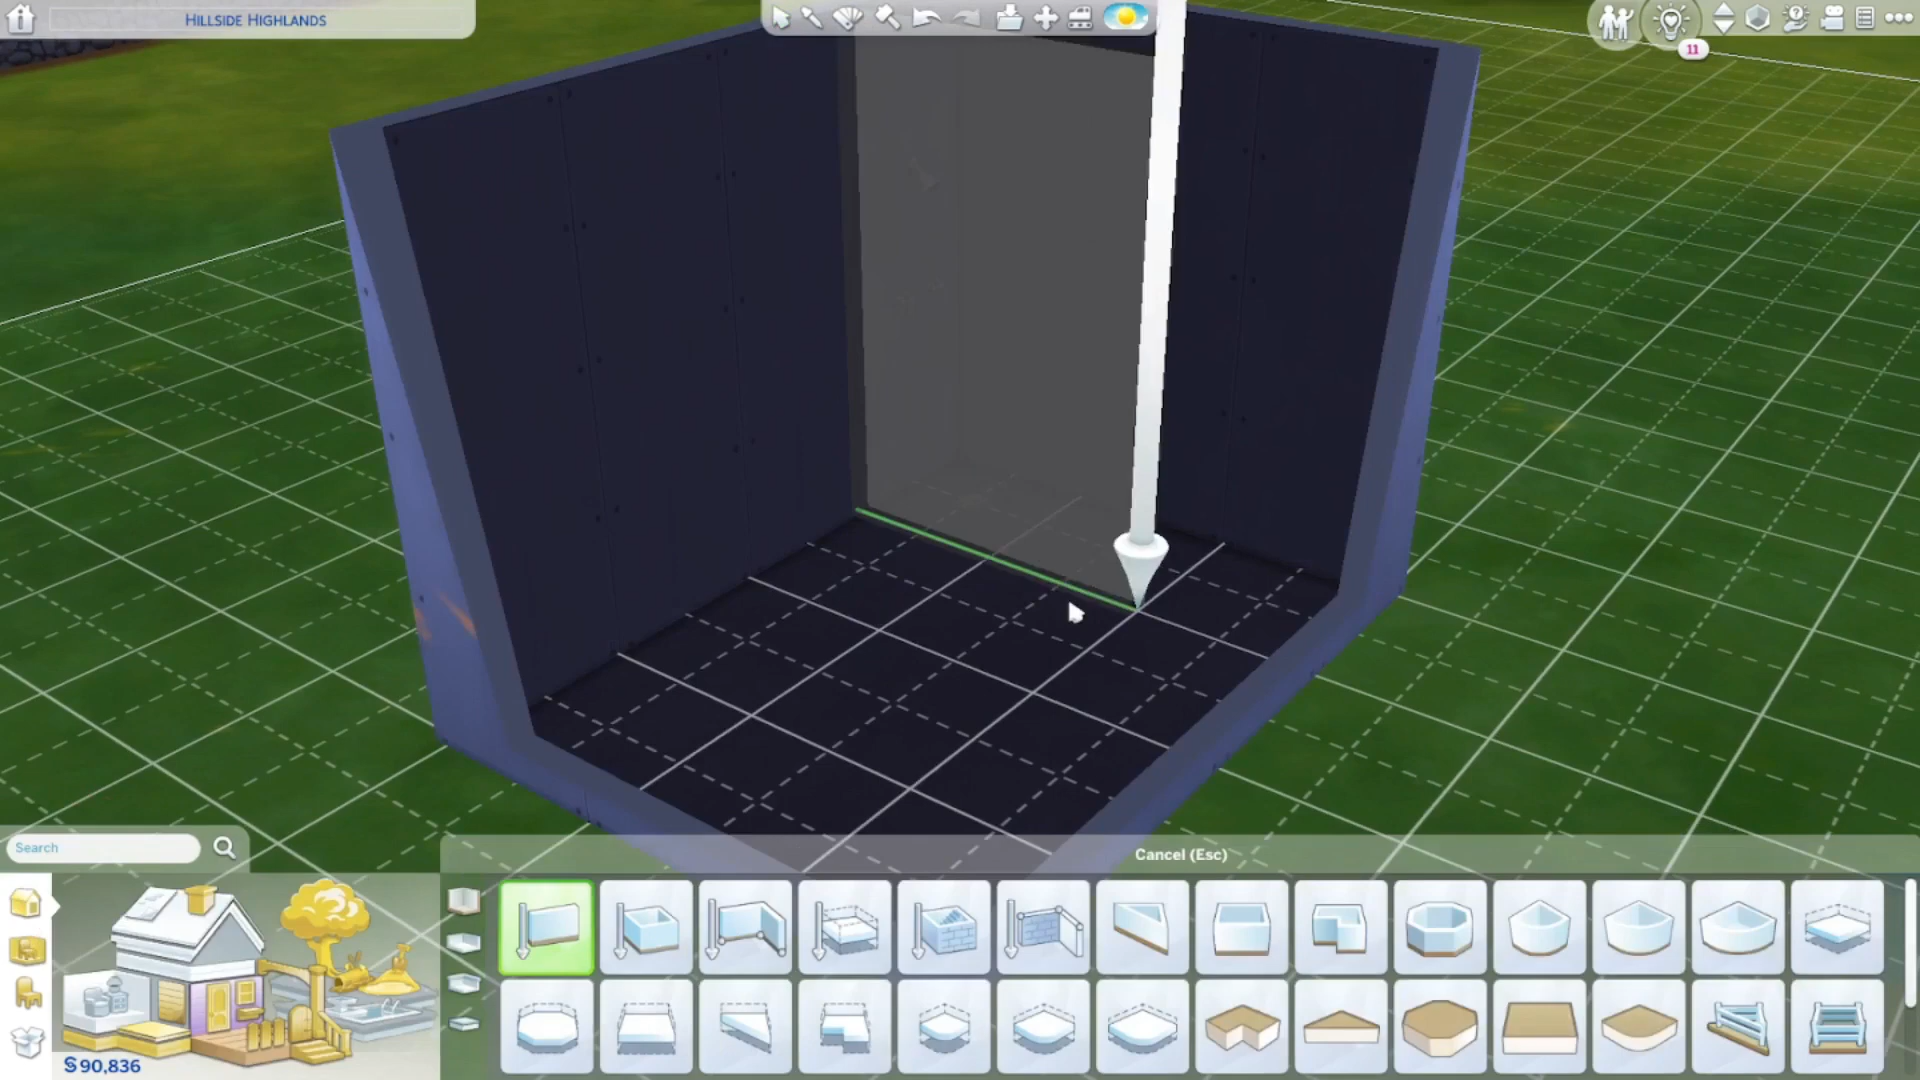 HILLSIDE HIGHLANDS
11
Cancel (Esc)
Search
§90,836